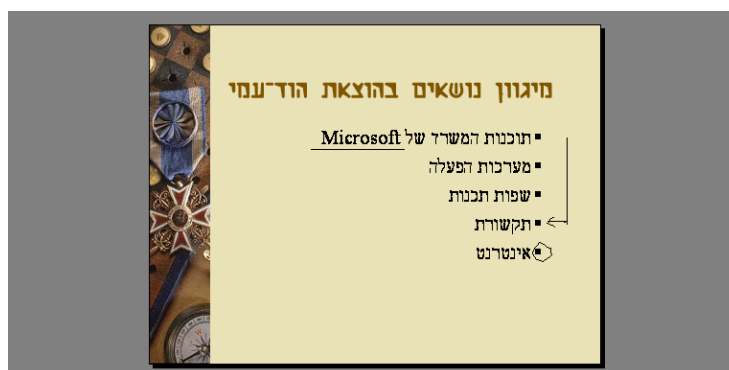 מיגוון נושאים בהוצאת הוד־עמי
▪ תוכנות המשרד של Microsoft
▪ מערכות הפעלה
▪ שפות תכנות
▪ תקשורת
▪ אינטרנט